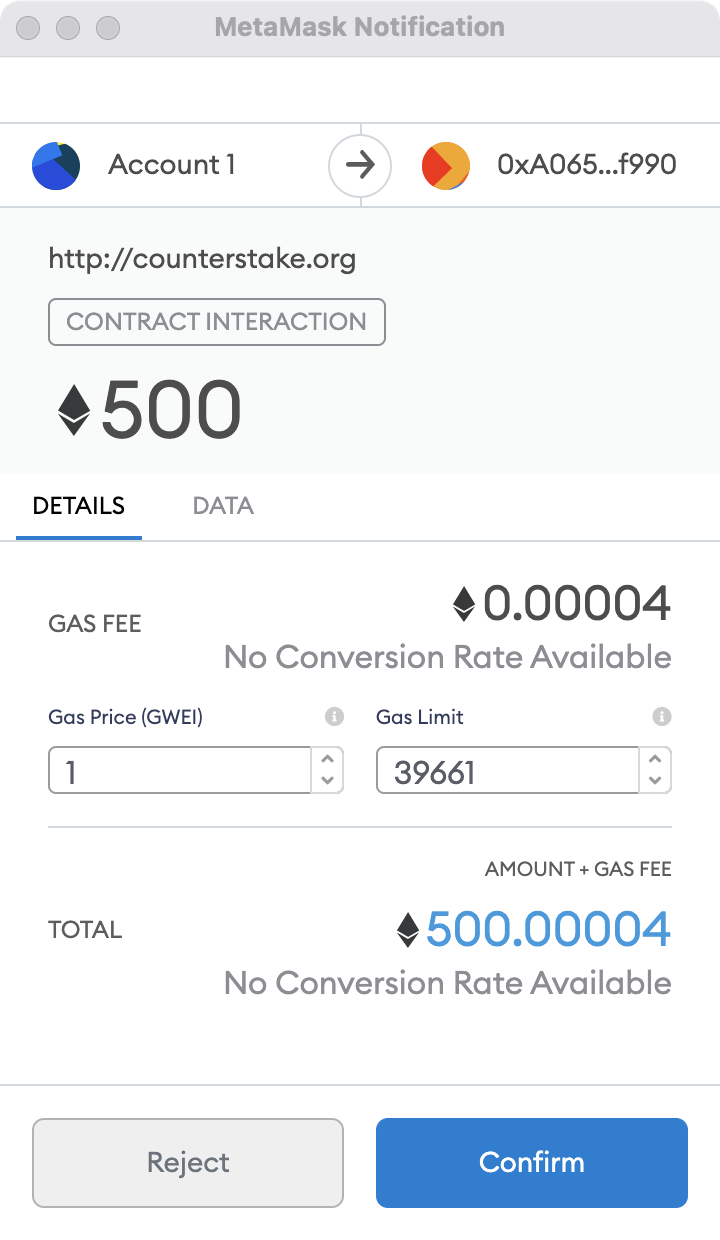 MetaMask Notification
Account 1
0xA065...f990
http://counterstake.org
CONTRACT INTERACTION
500
DETAILS DATA
GAS FEE
0.00004
No Conversion Rate Available
Gas Price (GWEI) Gas Limit
1 39661
AMOUNT + GAS FEE
TOTAL
500.00004
No Conversion Rate Available
Reject Confirm